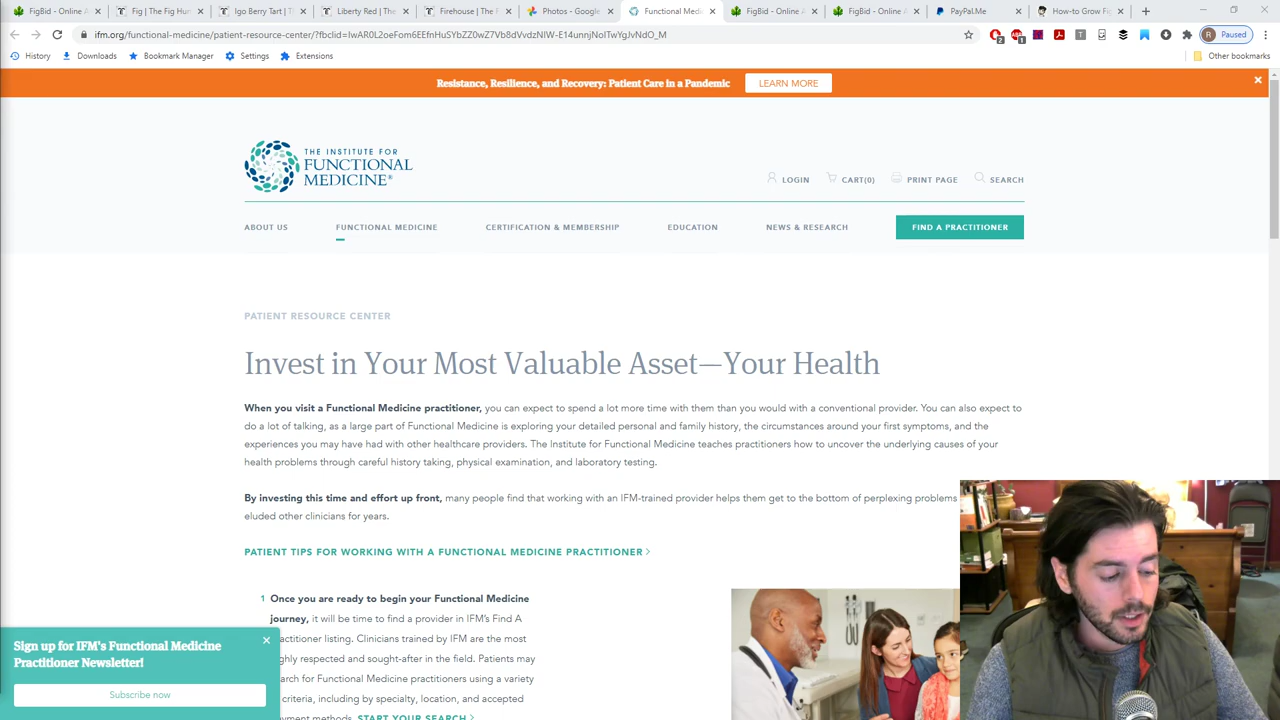 FigBid - Online A
Fig | The Fig Hun
Igo Berry Tart | Th
Liberty Red | The
Firehouse | The F
Photos - Google
Functional Medic
FigBid - Online A
FigBid - Online A
FigBid - Online A
PayPal.Me
How-to Grow Fig
ifm.org/functional-medicine/patient-resource-center/?fbclid=IwAR0L2oeFom6EEfnHuSYbZZ0wZ7Vb8dVvdzNIW-E14unnjNoITwYgJvNdO_M
2
1
R Paused
History
Downloads
Bookmark Manager
Settings
Extensions
Other bookmarks
Resistance, Resilience, and Recovery: Patient Care in a Pandemic
LEARN MORE
THE INSTITUTE FOR
FUNCTIONAL
MEDICINE®
LOGIN
CART(0)
PRINT PAGE
SEARCH
ABOUT US
FUNCTIONAL MEDICINE
CERTIFICATION & MEMBERSHIP
EDUCATION
NEWS & RESEARCH
FIND A PRACTITIONER
PATIENT RESOURCE CENTER
Invest in Your Most Valuable Asset—Your Health
When you visit a Functional Medicine practitioner, you can expect to spend a lot more time with them than you would with a conventional provider. You can also expect to
do a lot of talking, as a large part of Functional Medicine is exploring your detailed personal and family history, the circumstances around your first symptoms, and the
experiences you may have had with other healthcare providers. The Institute for Functional Medicine teaches practitioners how to uncover the underlying causes of your
health problems through careful history taking, physical examination, and laboratory testing.
By investing this time and effort up front, many people find that working with an IFM-trained provider helps them get to the bottom of perplexing problems
eluded other clinicians for years.
PATIENT TIPS FOR WORKING WITH A FUNCTIONAL MEDICINE PRACTITIONER >
1 Once you are ready to begin your Functional Medicine
journey, it will be time to find a provider in IFM's Find A
actitioner listing. Clinicians trained by IFM are the most
ghly respected and sought-after in the field. Patients may
arch for Functional Medicine practitioners using a variety
criteria, including by specialty, location, and accepted
yment methods. START YOUR SEARCH >
Sign up for IFM's Functional Medicine
Practitioner Newsletter!
Subscribe now